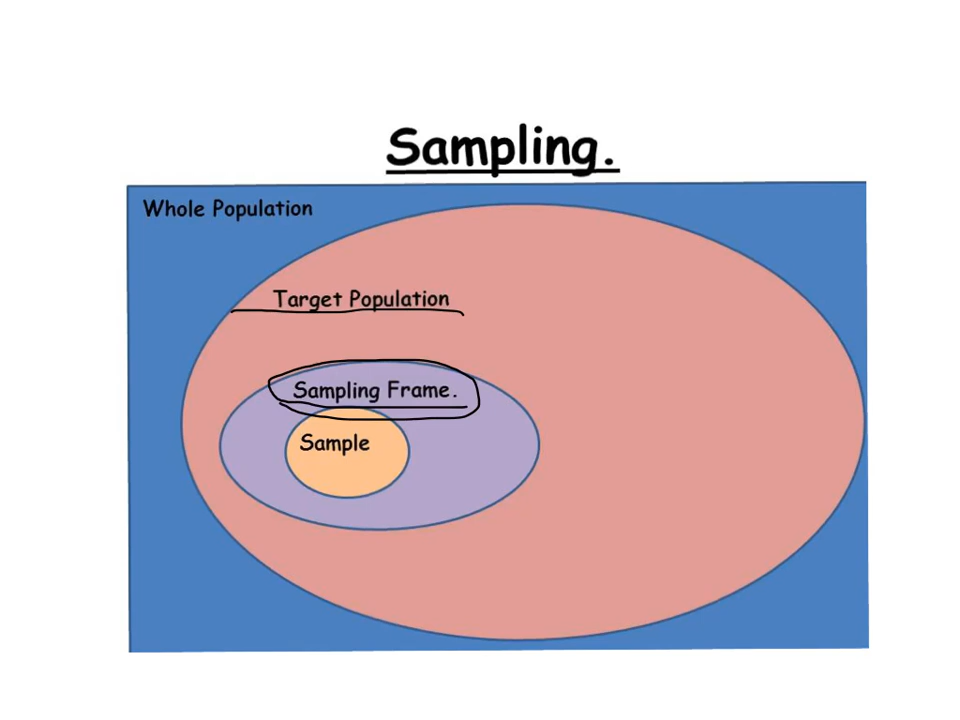 Sampling.
Whole Population
Target Population
Sampling Frame.
Sample